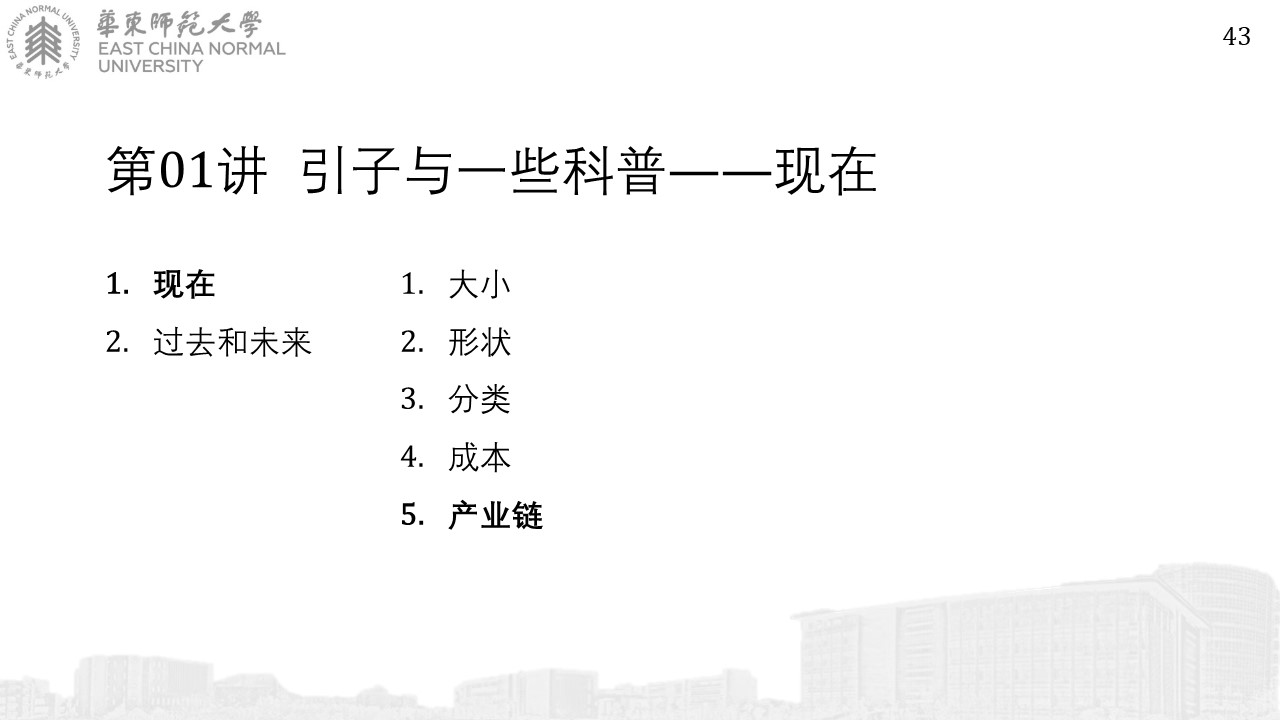 EAST CHINA NORMAL UNIVERSITY
華東師範大學
華東師範大學
EAST CHINA NORMAL
UNIVERSITY
43
第01讲 引子与一些科普——现在
1. 现在
2. 过去和未来
1. 大小
2. 形状
3. 分类
4. 成本
5. 产业链